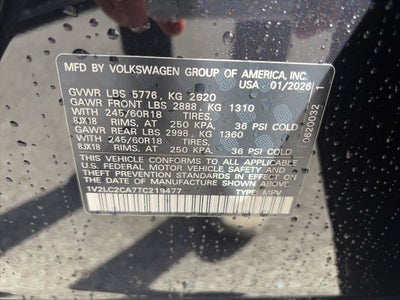 MFD BY VOLKSWAGEN GROUP OF AMERICA, INC.
USA 01/2026
GVWR LBS 5776, KG 2620
GAWR FRONT LBS 2888, KG 1310
WITH 245/60R18 TIRES
8JX18 RIMS. AT 250 KPA, 36 PSI COLD
GAWR REAR LBS 2998, KG 1360
WITH 245/60R18 TIRES
8JX18 RIMS. AT 250 KPA, 36 PSI COLD
THIS VEHICLE CONFORMS TO ALL APPLICABLE
U.S. FEDERAL MOTOR VEHICLE SAFETY AND
THEFT PREVENTION STANDARDS IN EFFECT ON
THE DATE OF MANUFACTURE SHOWN ABOVE.
1V2LC2CA7TC219477 TYPE: MPV
06200032